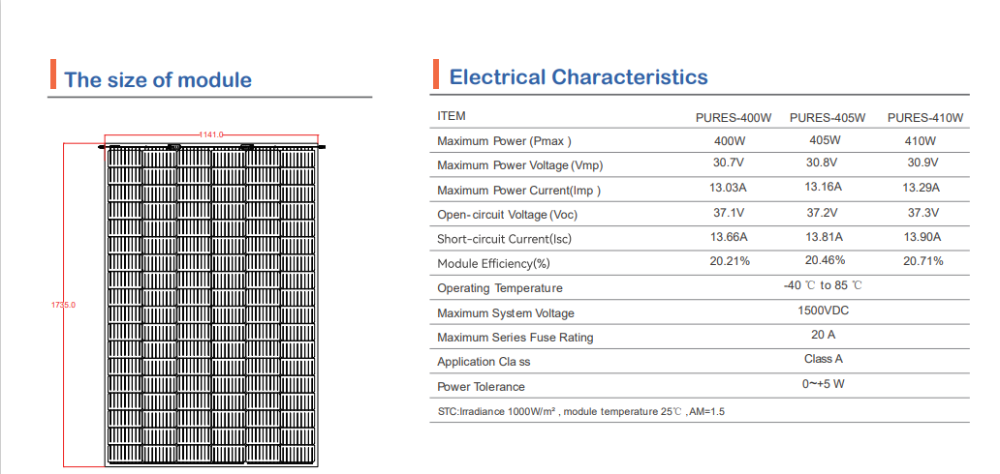 The size of module
1141.0
1735.0
Electrical Characteristics
ITEM PURES-400W PURES-405W PURES-410W
Maximum Power (Pmax ) 400W 405W 410W
Maximum Power Voltage (Vmp) 30.7V 30.8V 30.9V
Maximum Power Current(Imp ) 13.03A 13.16A 13.29A
Open-circuit Voltage (Voc) 37.1V 37.2V 37.3V
Short-circuit Current(Isc) 13.66A 13.81A 13.90A
Module Efficiency(%) 20.21% 20.46% 20.71%
Operating Temperature -40 ℃ to 85 ℃
Maximum System Voltage 1500VDC
Maximum Series Fuse Rating 20 A
Application Cla ss Class A
Power Tolerance 0~+5 W
STC:Irradiance 1000W/m² , module temperature 25℃ ,AM=1.5